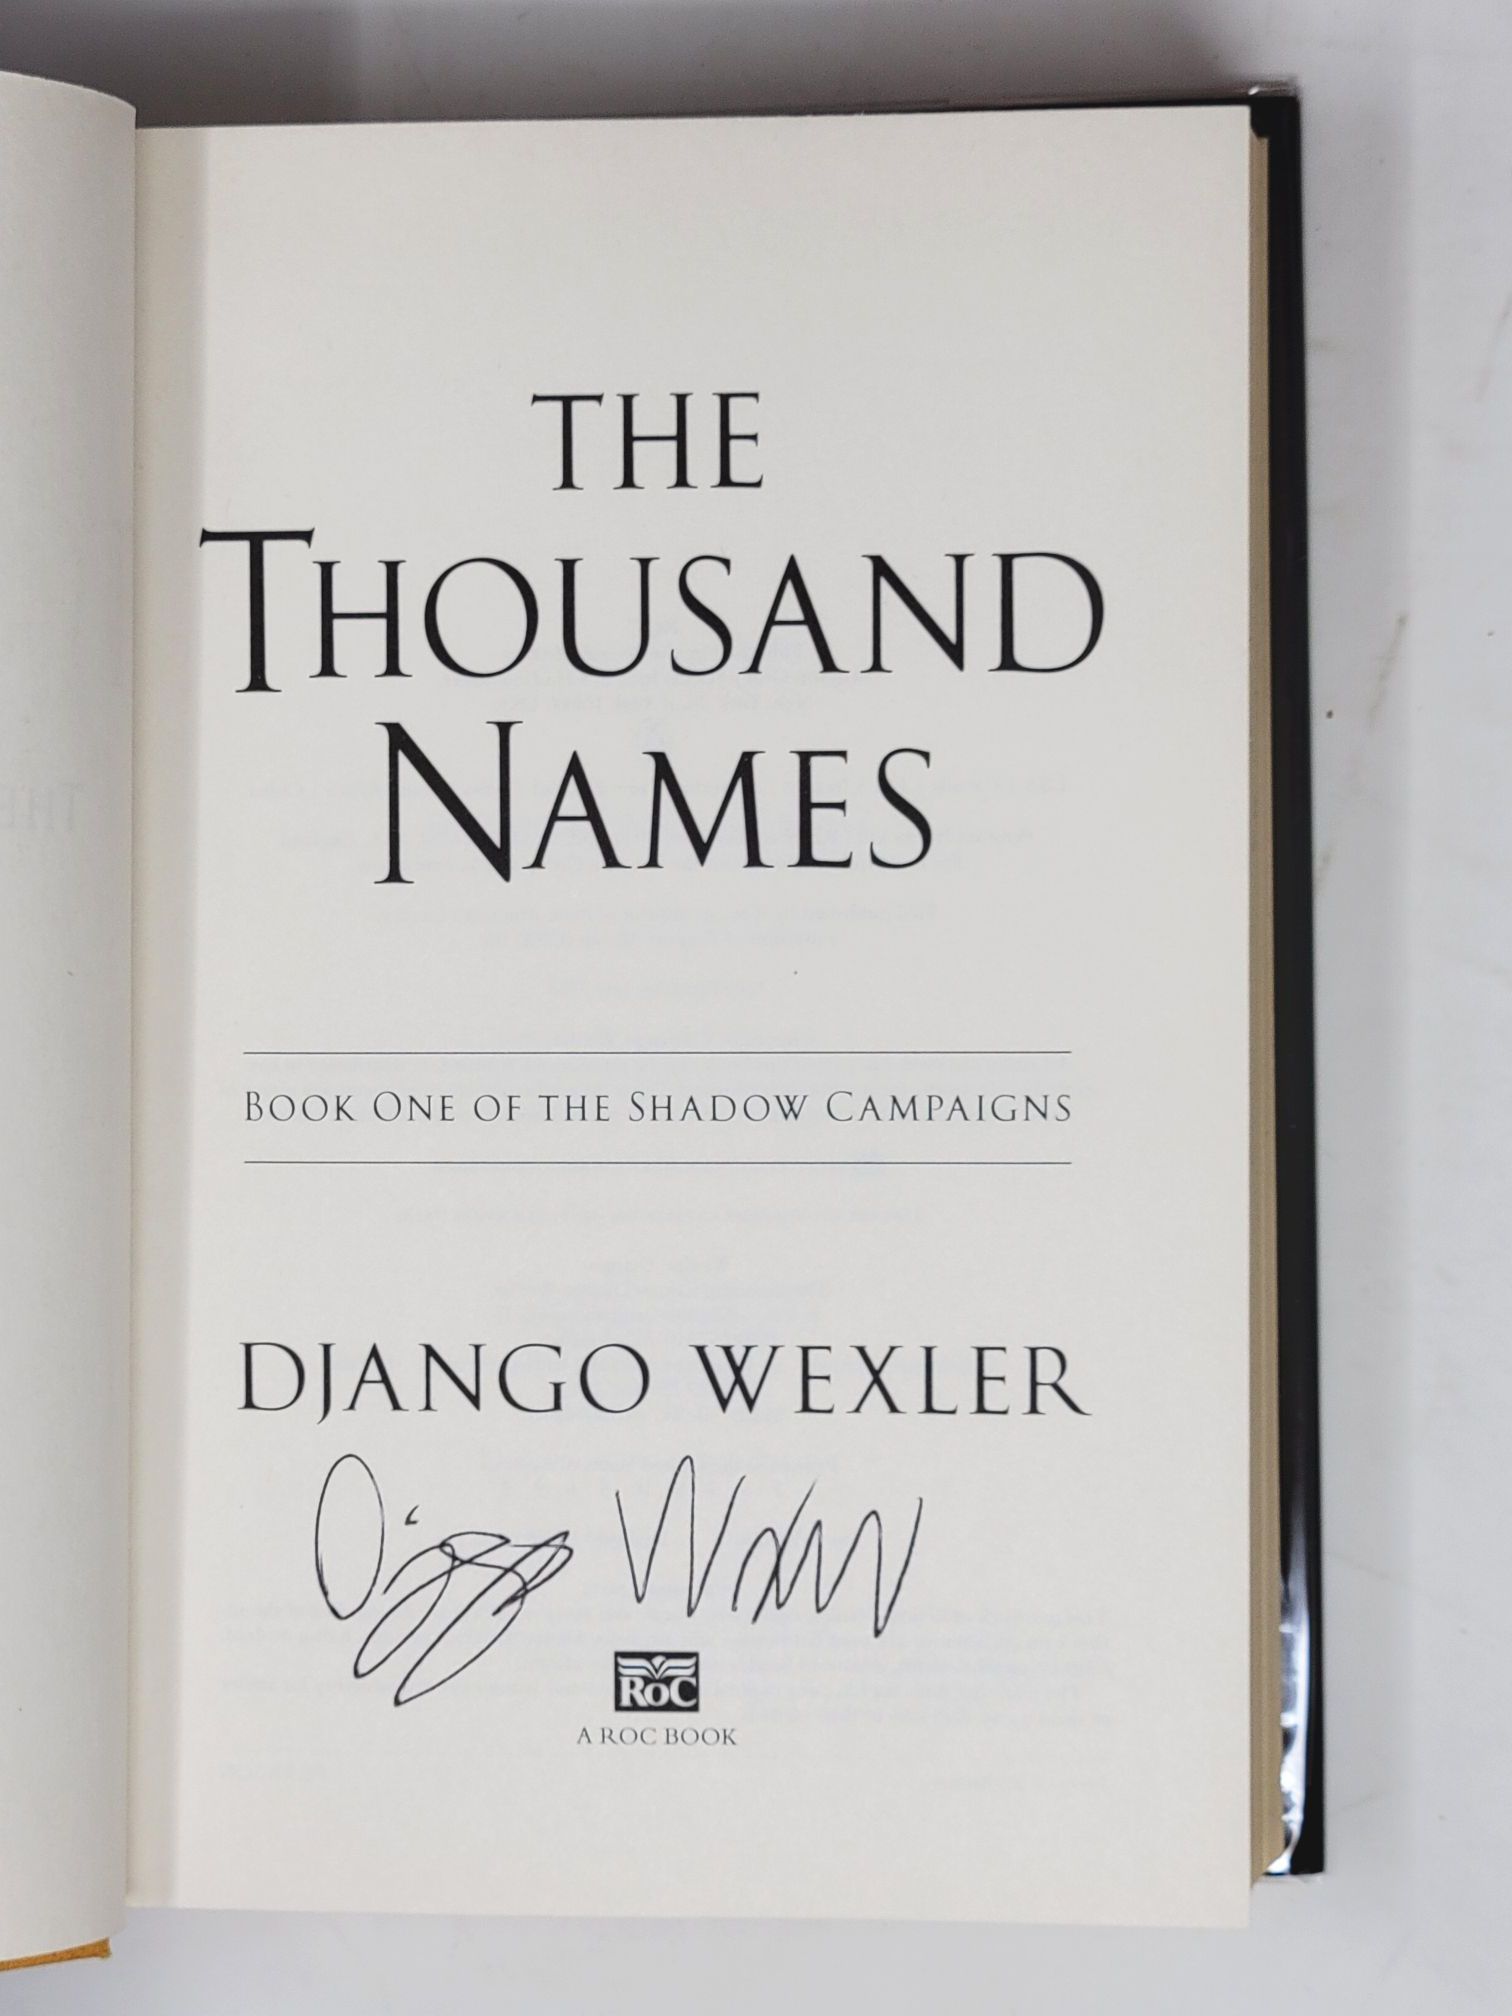 THE
THOUSAND
NAMES
BOOK ONE OF THE SHADOW CAMPAIGNS
DJANGO WEXLER
ROC
A ROC BOOK